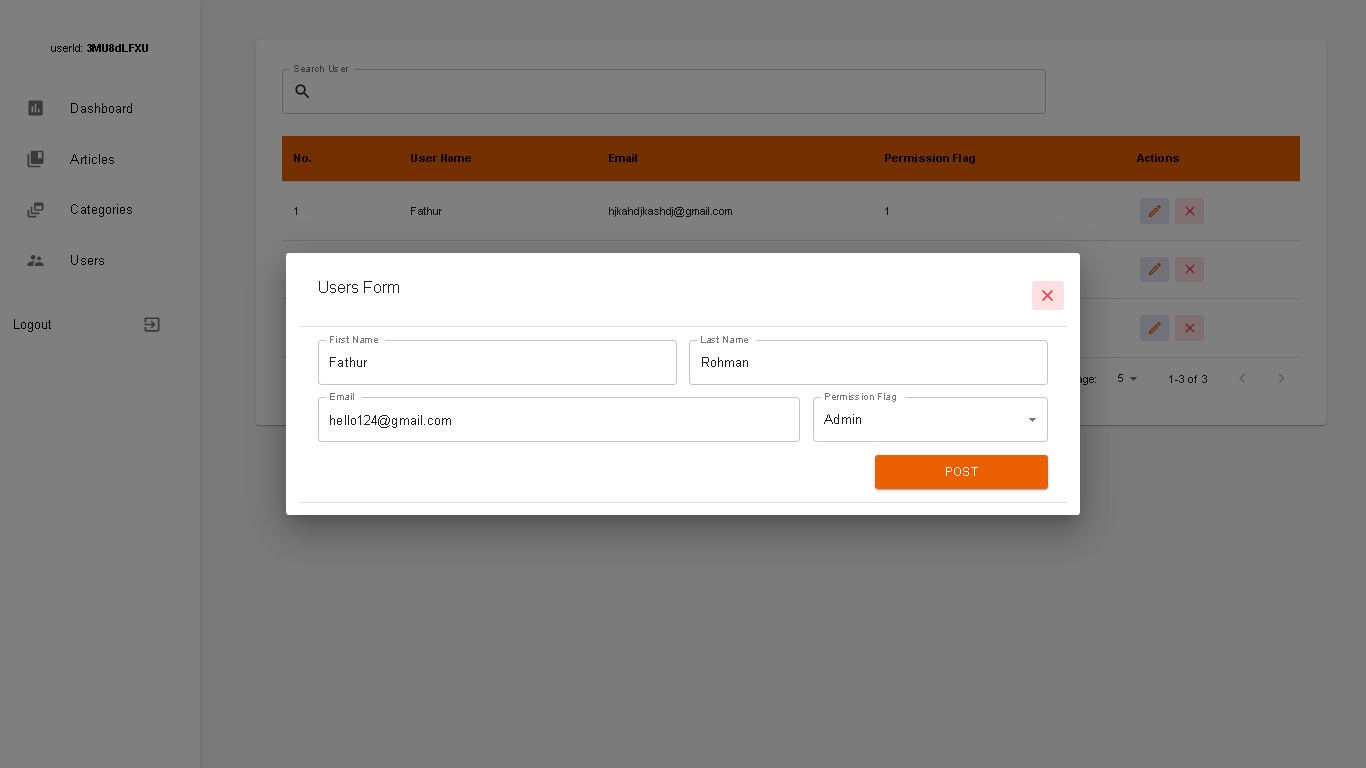 userId: 3MU8dLFXU
Dashboard
Articles
Categories
Users
Logout
Search User
No. User Name Email Permission Flag Actions
1 Fathur hjkahdjkashdj@gmail.com 1
Users Form
First Name
Fathur
Last Name
Rohman
Email
hello124@gmail.com
Permission Flag
Admin
POST
5 1-3 of 3